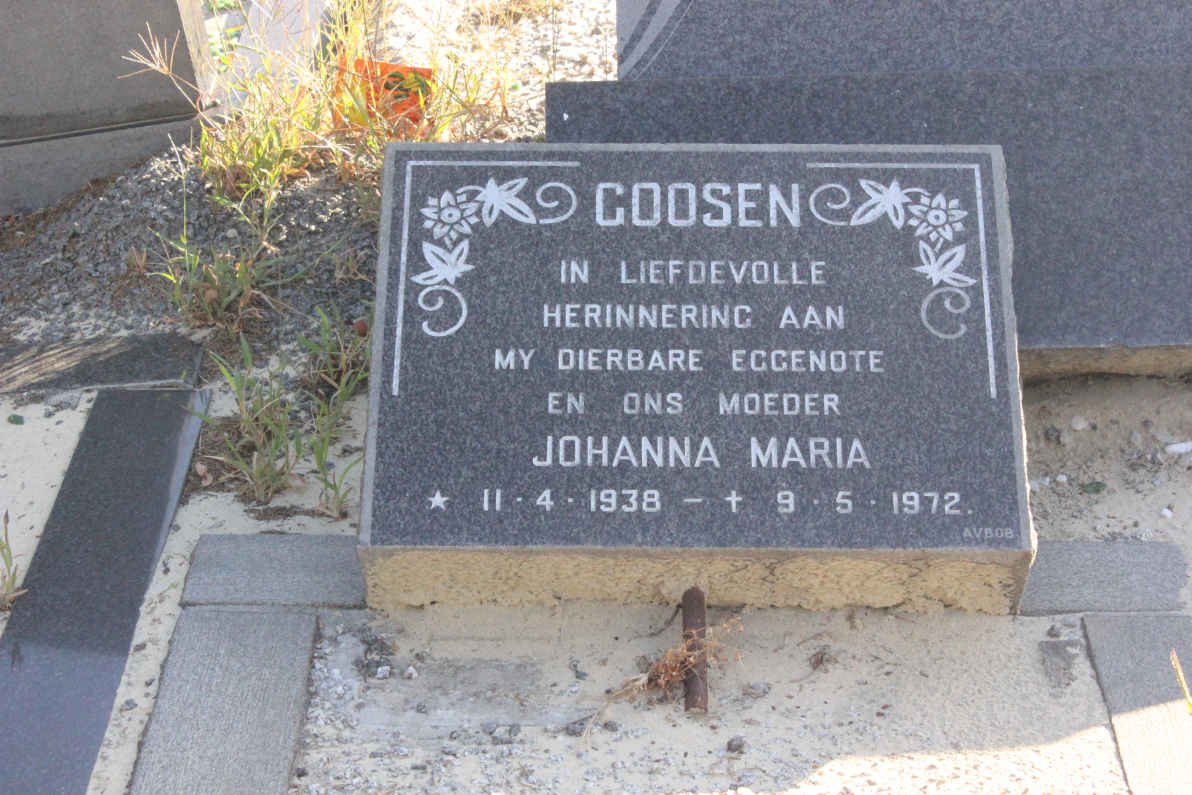 GOOSEN
IN LIEFDEVOLLE
HERINNERING AAN
MY DIERBARE EGGENOTE
EN ONS MOEDER
JOHANNA MARIA
★ 11·4·1938 – ✝ 9·5·1972.
AVBOB